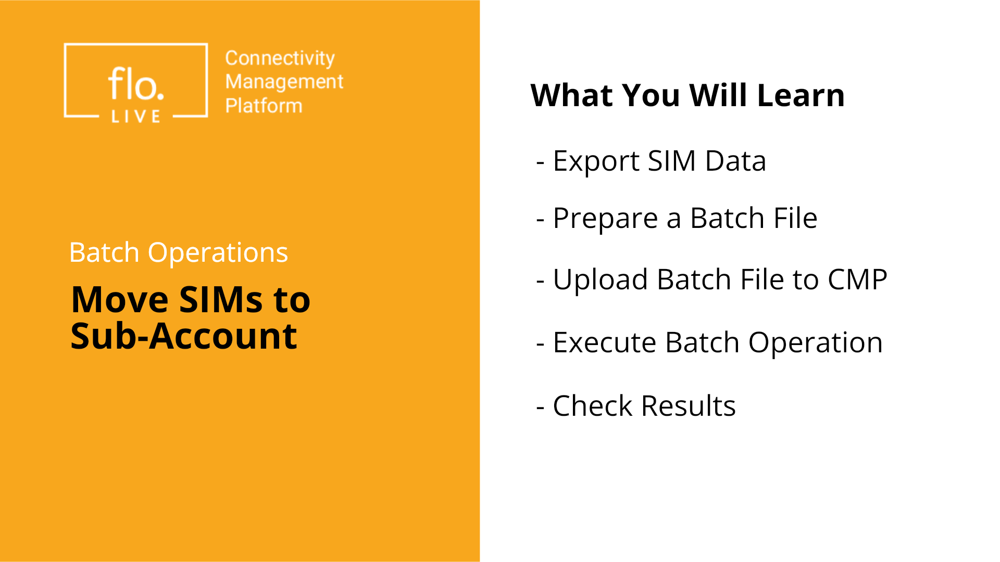 flo.
LIVE
Connectivity
Management
Platform
Batch Operations
Move SIMs to
Sub-Account
What You Will Learn
- Export SIM Data
- Prepare a Batch File
- Upload Batch File to CMP
- Execute Batch Operation
- Check Results